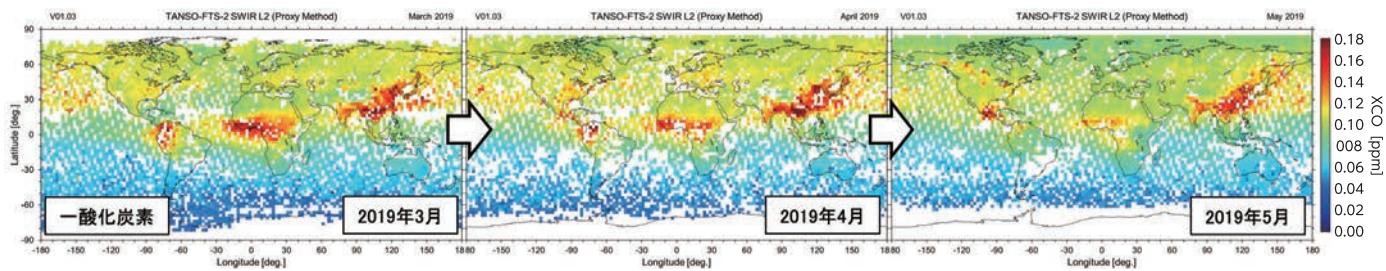 V01.03 TANSO-FTS-2 SWIR L2 (Proxy Method) March 2019
V01.03 TANSO-FTS-2 SWIR L2 (Proxy Method) April 2019
V01.03 TANSO-FTS-2 SWIR L2 (Proxy Method) May 2019
Latitude [deg.]
90
60
30
0
-30
-60
-90
一酸化炭素
2019年3月
2019年4月
2019年5月
-180 -150 -120 -90 -60 -30 0 30 60 90 120 150 180
-150 -120 -90 -60 -30 0 30 60 90 120 150 180
-150 -120 -90 -60 -30 0 30 60 90 120 150 180
Longitude [deg.]
Longitude [deg.]
Longitude [deg.]
0.18
0.16
0.14
0.12
0.10
008
0.06
0.04
0.02
0.00
XCO [ppm]